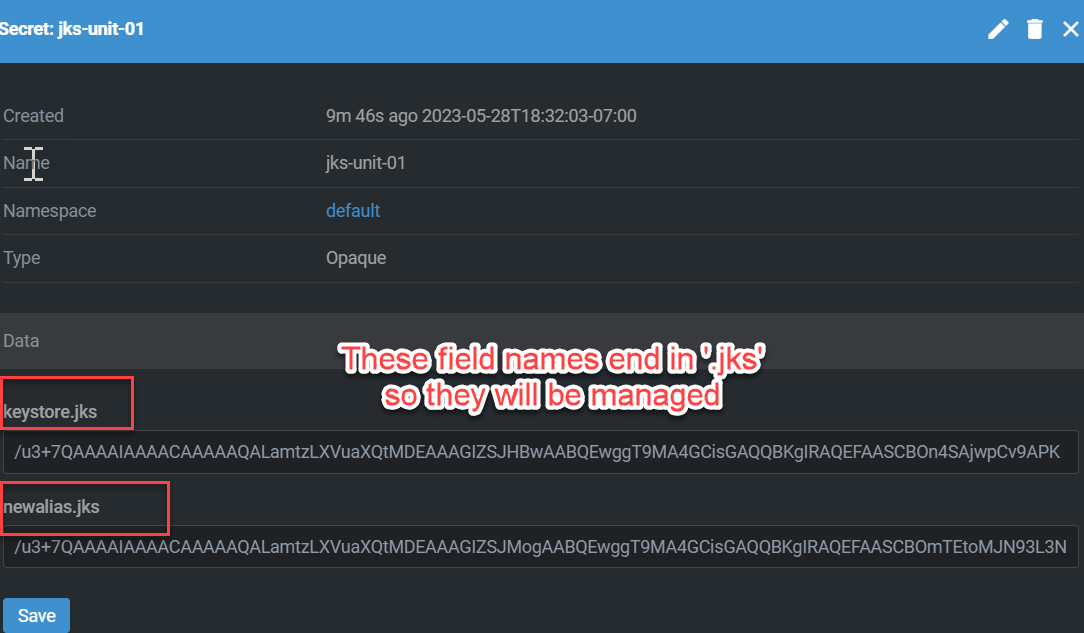 Secret: jks-unit-01
Created 9m 46s ago 2023-05-28T18:32:03-07:00
Name jks-unit-01
Namespace default
Type Opaque
Data
These field names end in '.jks'
so they will be managed
keystore.jks
/u3+7QAAAAIAAAACAAAAAQALamtzLXVuaXQtMDEAAAGIZSJHBwAABQEwggT9MA4GCisGAQQBKgIRAQEFAASCBOn4SAjwpCv9APK
newalias.jks
/u3+7QAAAAIAAAACAAAAAQALamtzLXVuaXQtMDEAAAGIZSJMogAABQEwggT9MA4GCisGAQQBKgIRAQEFAASCBOmTEtoMJN93L3N
Save